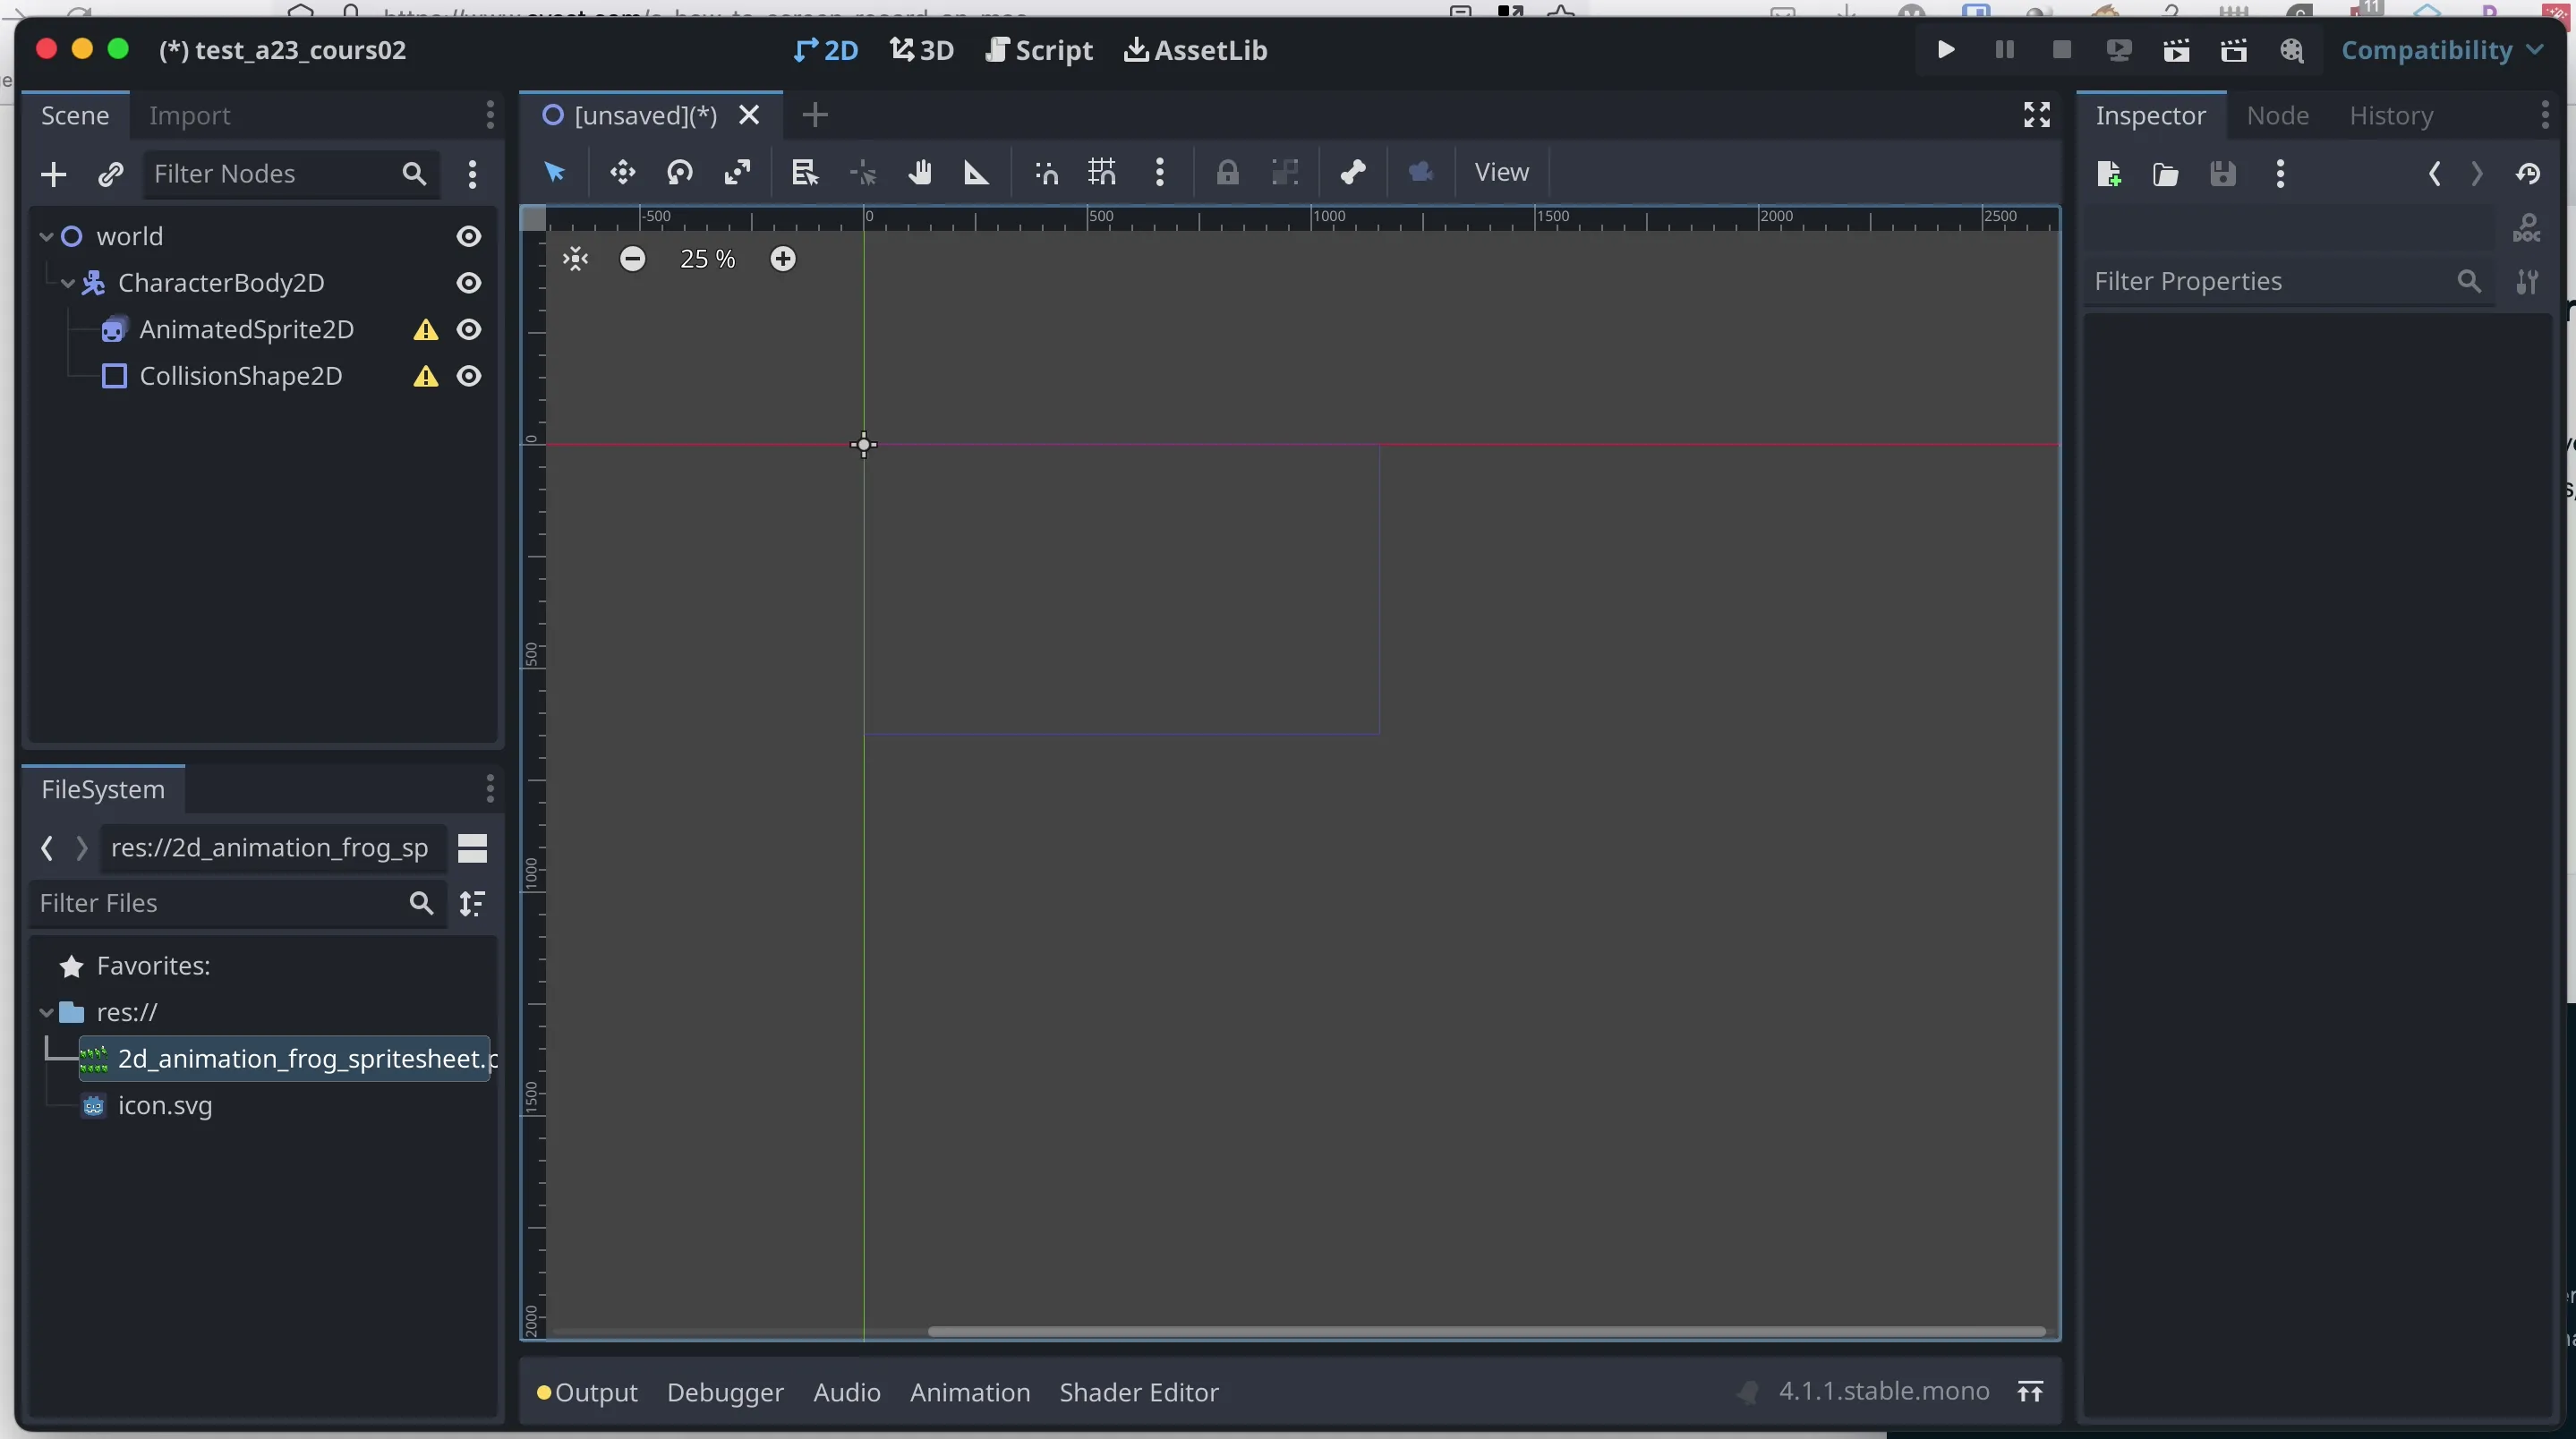 (*) test_a23_cours02
2D 3D Script AssetLib
Compatibility
Scene Import
[unsaved](*)
Inspector Node History
Filter Nodes
View
-500 0 500 1000 1500 2000 2500
world
DOC
25 %
CharacterBody2D
Filter Properties
AnimatedSprite2D
CollisionShape2D
0
500
1000
1500
2000
FileSystem
res://2d_animation_frog_sp
Filter Files
Favorites:
res://
2d_animation_frog_spritesheet.p
icon.svg
Output Debugger Audio Animation Shader Editor
4.1.1.stable.mono
11